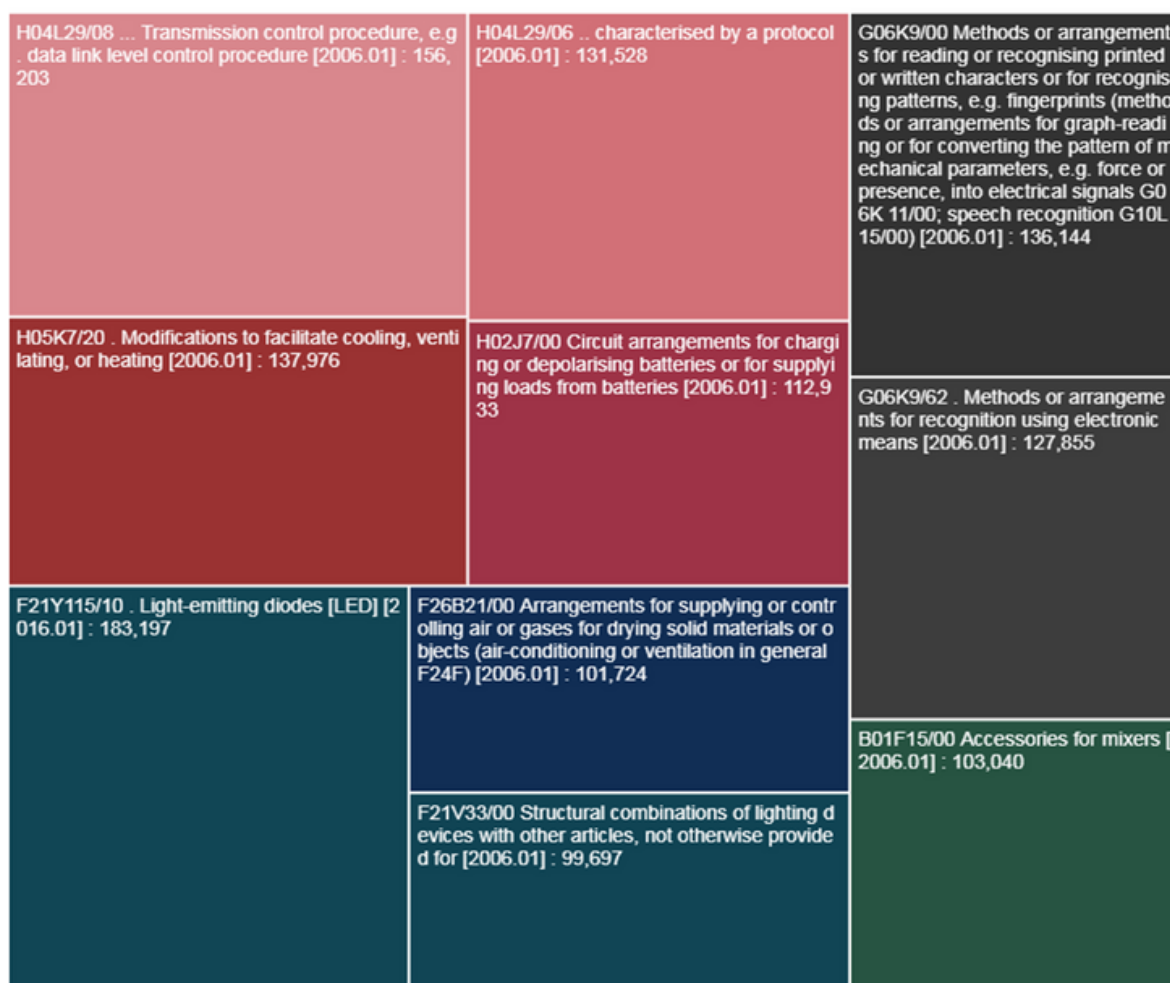 H04L29/08 ... Transmission control procedure, e.g
. data link level control procedure [2006.01] : 156,
203
H04L29/06 .. characterised by a protocol
[2006.01] : 131,528
G06K9/00 Methods or arrangement
s for reading or recognising printed
or written characters or for recognis
ng patterns, e.g. fingerprints (metho
ds or arrangements for graph-readi
ng or for converting the pattern of m
echanical parameters, e.g. force or
presence, into electrical signals G0
6K 11/00; speech recognition G10L
15/00) [2006.01] : 136,144
H05K7/20 . Modifications to facilitate cooling, venti
lating, or heating [2006.01] : 137,976
H02J7/00 Circuit arrangements for chargi
ng or depolarising batteries or for supplyi
ng loads from batteries [2006.01] : 112,9
33
G06K9/62 . Methods or arrangeme
nts for recognition using electronic
means [2006.01] : 127,855
F21Y115/10 . Light-emitting diodes [LED] [2
016.01] : 183,197
F26B21/00 Arrangements for supplying or contr
olling air or gases for drying solid materials or o
bjects (air-conditioning or ventilation in general
F24F) [2006.01] : 101,724
B01F15/00 Accessories for mixers [
2006.01] : 103,040
F21V33/00 Structural combinations of lighting d
evices with other articles, not otherwise provide
d for [2006.01] : 99,697